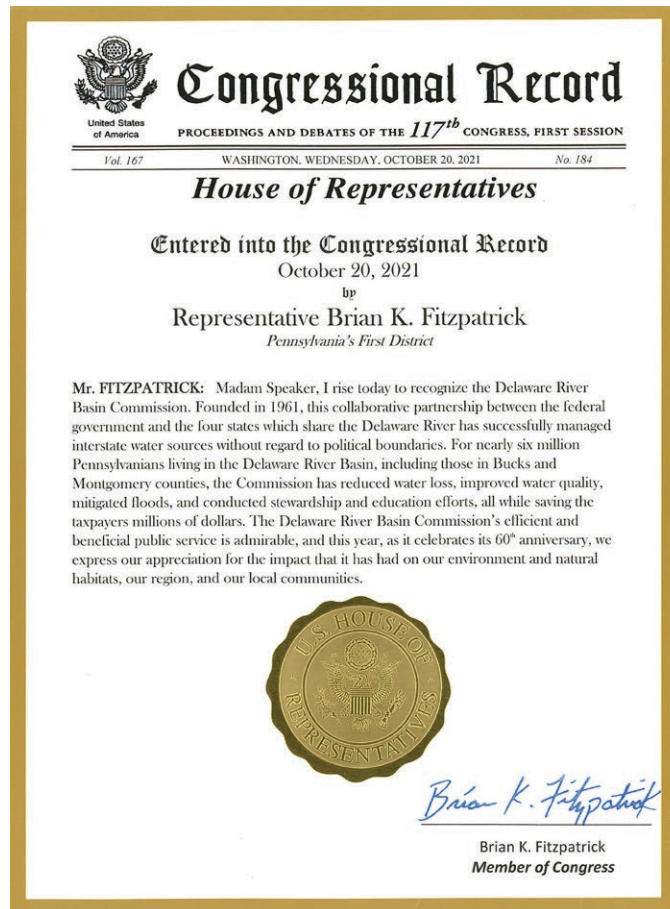 United States
of America
Congressional Record
PROCEEDINGS AND DEBATES OF THE 117th CONGRESS, FIRST SESSION
Vol. 167 WASHINGTON, WEDNESDAY, OCTOBER 20, 2021 No. 184
House of Representatives
Entered into the Congressional Record
October 20, 2021
by
Representative Brian K. Fitzpatrick
Pennsylvania's First District
Mr. FITZPATRICK: Madam Speaker, I rise today to recognize the Delaware River
Basin Commission. Founded in 1961, this collaborative partnership between the federal
government and the four states which share the Delaware River has successfully managed
interstate water sources without regard to political boundaries. For nearly six million
Pennsylvanians living in the Delaware River Basin, including those in Bucks and
Montgomery counties, the Commission has reduced water loss, improved water quality,
mitigated floods, and conducted stewardship and education efforts, all while saving the
taxpayers millions of dollars. The Delaware River Basin Commission's efficient and
beneficial public service is admirable, and this year, as it celebrates its 60th anniversary, we
express our appreciation for the impact that it has had on our environment and natural
habitats, our region, and our local communities.
U.S. HOUSE OF
REPRESENTATIVES
Brian K. Fitzpatrick
Brian K. Fitzpatrick
Member of Congress